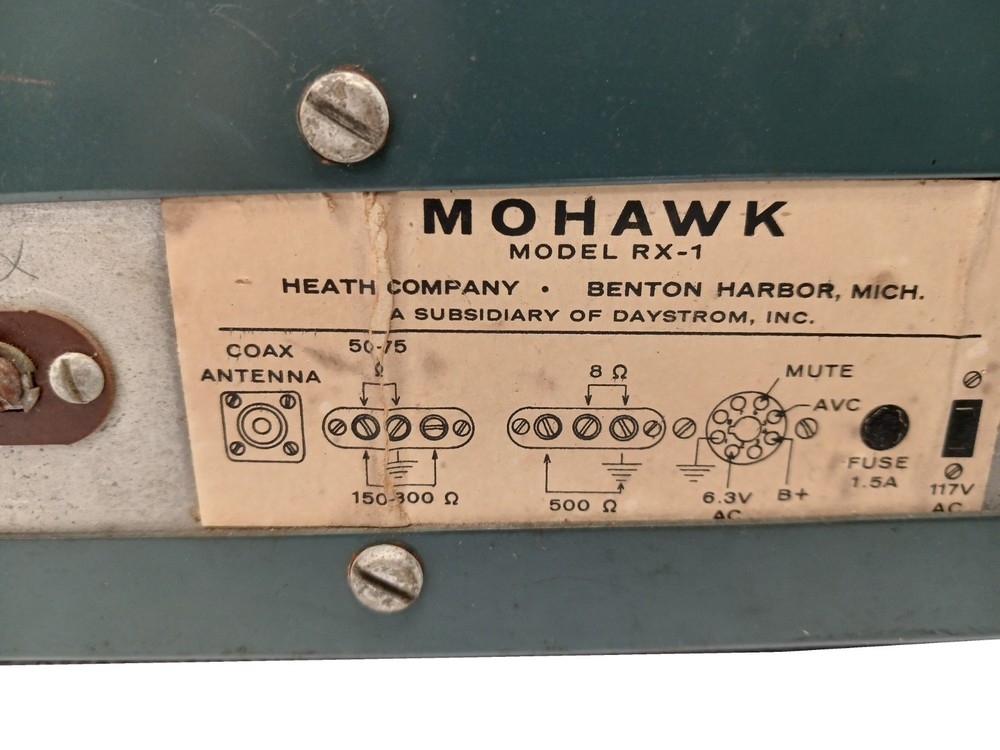 MOHAWK
MODEL RX-1
HEATH COMPANY • BENTON HARBOR, MICH.
A SUBSIDIARY OF DAYSTROM, INC.
COAX
ANTENNA
50-75
Ω
150-300 Ω
8 Ω
500 Ω
MUTE
AVC
6.3V
AC
B+
FUSE
1.5A
117V
AC